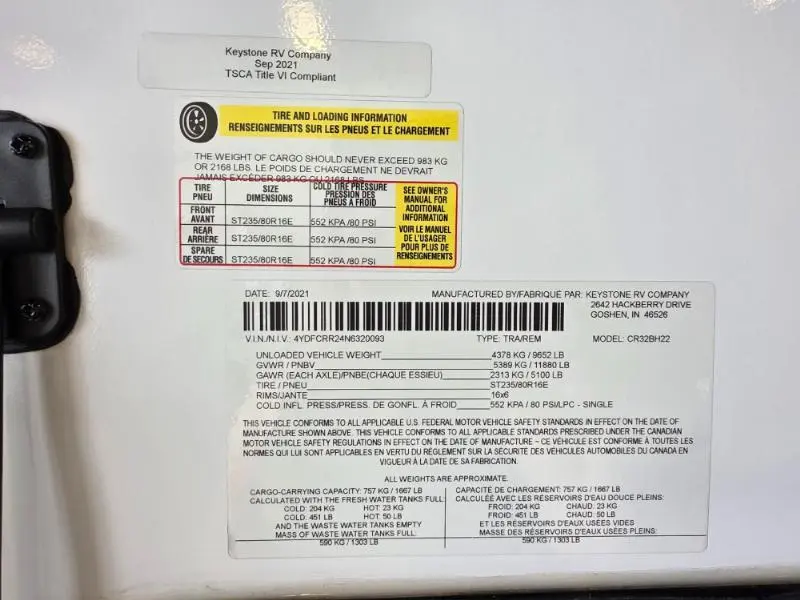 Keystone RV Company
Sep 2021
TSCA Title VI Compliant
TIRE AND LOADING INFORMATION
RENSEIGNEMENTS SUR LES PNEUS ET LE CHARGEMENT
THE WEIGHT OF CARGO SHOULD NEVER EXCEED 983 KG
OR 2168 LBS. LE POIDS DE CHARGEMENT NE DEVRAIT
JAMAIS EXCÉDER 983 KG OU 2168 LBS
TIRE
PNEU
SIZE
DIMENSIONS
COLD TIRE PRESSURE
PRESSION DES
PNEUS A FROID
SEE OWNER'S
MANUAL FOR
ADDITIONAL
INFORMATION
VOIR LE MANUEL
DE L'USAGER
POUR PLUS DE
RENSEIGNEMENTS
FRONT
AVANT
ST235/80R16E
552 KPA /80 PSI
REAR
ARRIÈRE
ST235/80R16E
552 KPA /80 PSI
SPARE
DE SECOURS
ST235/80R16E
552 KPA /80 PSI
DATE: 9/7/2021
MANUFACTURED BY/FABRIQUÉ PAR: KEYSTONE RV COMPANY
2642 HACKBERRY DRIVE
GOSHEN, IN 46526
V.I.N./N.I.V.: 4YDFCRR24N6320093 TYPE: TRA/REM MODEL: CR32BH22
UNLOADED VEHICLE WEIGHT 4378 KG / 9652 LB
GVWR / PNBV 5389 KG / 11880 LB
GAWR (EACH AXLE)/PNBE(CHAQUE ESSIEU) 2313 KG / 5100 LB
TIRE / PNEU ST235/80R16E
RIMS/JANTE 16x6
COLD INFL. PRESS/PRESS. DE GONFL. À FROID 552 KPA / 80 PSI/LPC - SINGLE
THIS VEHICLE CONFORMS TO ALL APPLICABLE U.S. FEDERAL MOTOR VEHICLE SAFETY STANDARDS IN EFFECT ON THE DATE OF
MANUFACTURE SHOWN ABOVE. THIS VEHICLE CONFORMS TO ALL APPLICABLE STANDARDS PRESCRIBED UNDER THE CANADIAN
MOTOR VEHICLE SAFETY REGULATIONS IN EFFECT ON THE DATE OF MANUFACTURE ~ CE VÉHICULE EST CONFORME À TOUTES LES
NORMES QUI LUI SONT APPLICABLES EN VERTU DU RÉGLEMENT SUR LA SÉCURITÉ DES VÉHICULES AUTOMOBILES DU CANADA EN
VIGUEUR À LA DATE DE SA FABRICATION.
ALL WEIGHTS ARE APPROXIMATE.
CARGO-CARRYING CAPACITY: 757 KG / 1667 LB
CALCULATED WITH THE FRESH WATER TANKS FULL:
COLD: 204 KG HOT: 23 KG
COLD: 451 LB HOT: 50 LB
AND THE WASTE WATER TANKS EMPTY
MASS OF WASTE WATER TANKS FULL:
590 KG / 1303 LB
CAPACITÉ DE CHARGEMENT: 757 KG / 1667 LB
CALCULÉE AVEC LES RÉSERVOIRS D'EAU DOUCE PLEINS:
FROID: 204 KG CHAUD: 23 KG
FROID: 451 LB CHAUD: 50 LB
ET LES RÉSERVOIRS D'EAUX USÉES VIDES
MASSE DES RÉSERVOIRS D'EAUX USÉES PLEINS:
590 KG / 1303 LB